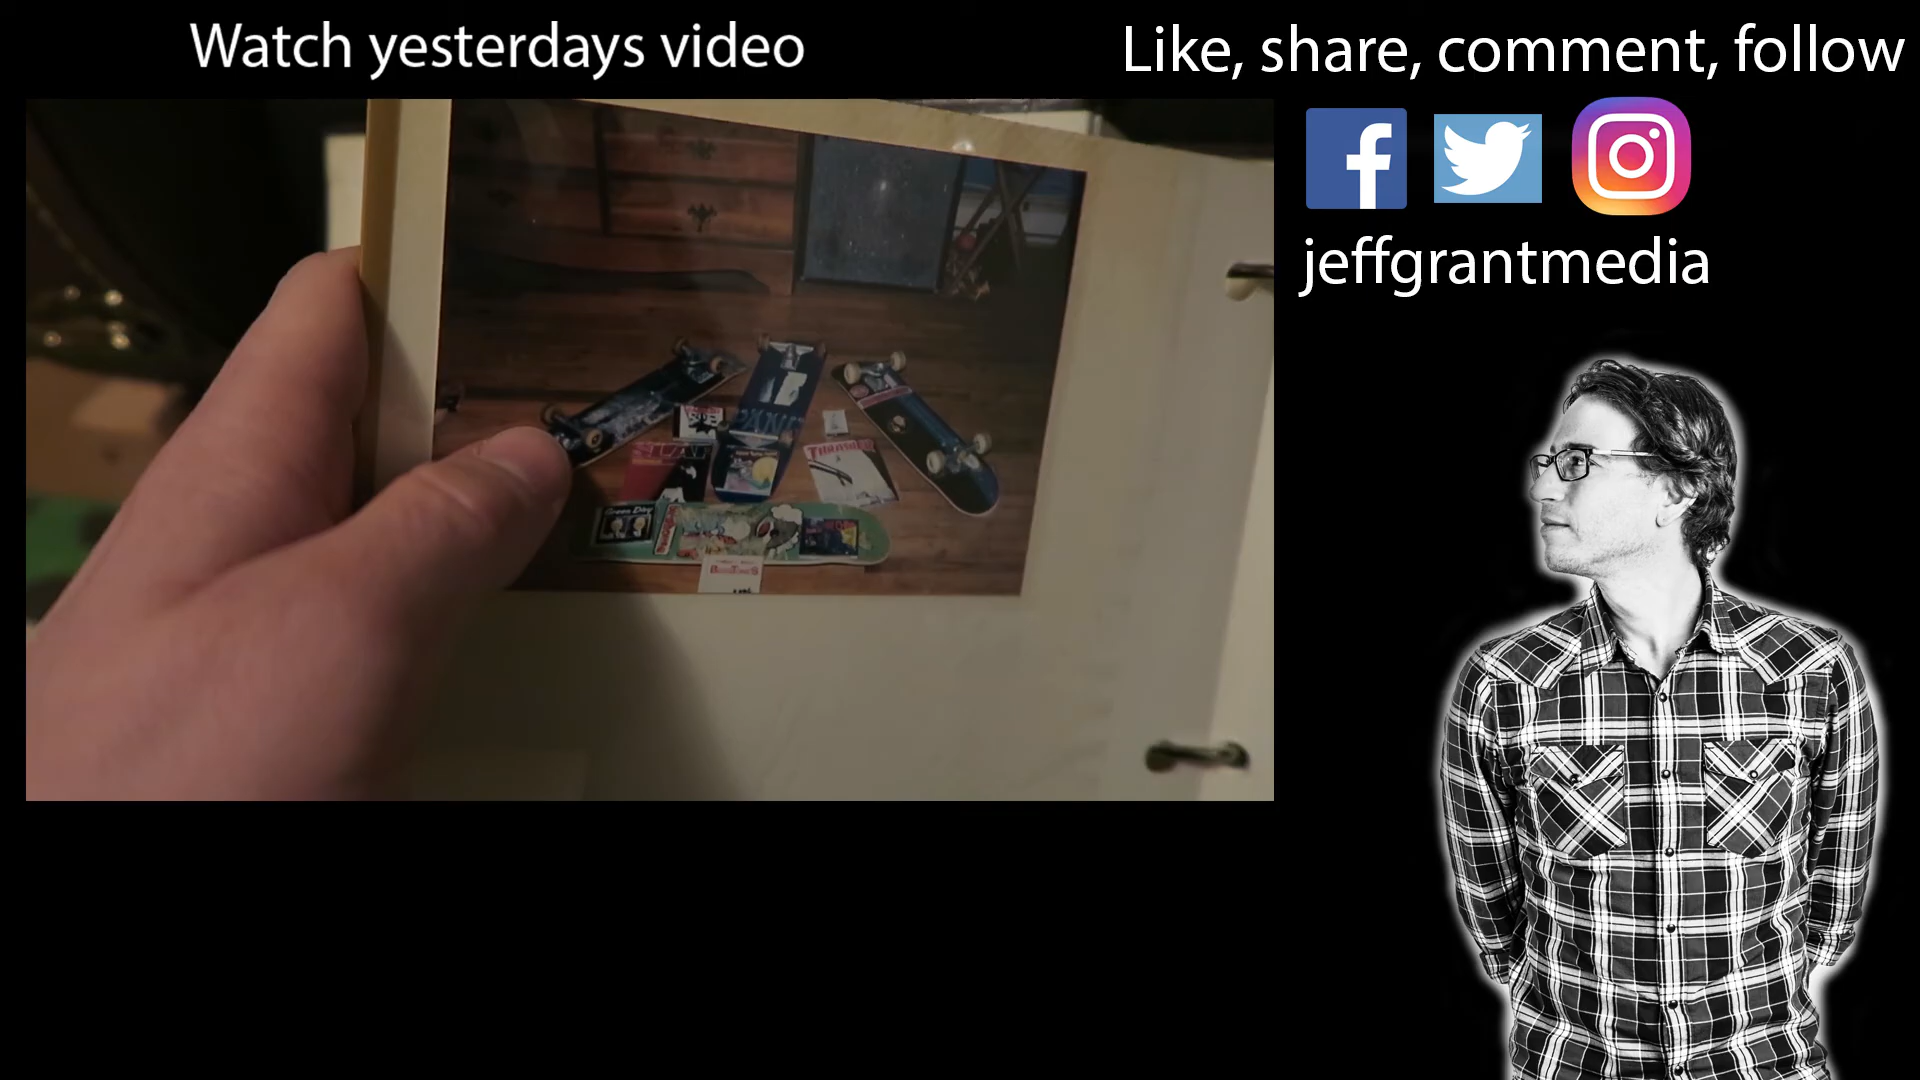 Watch yesterdays video
Like, share, comment, follow
jeffgrantmedia
THRASHER
Green Day